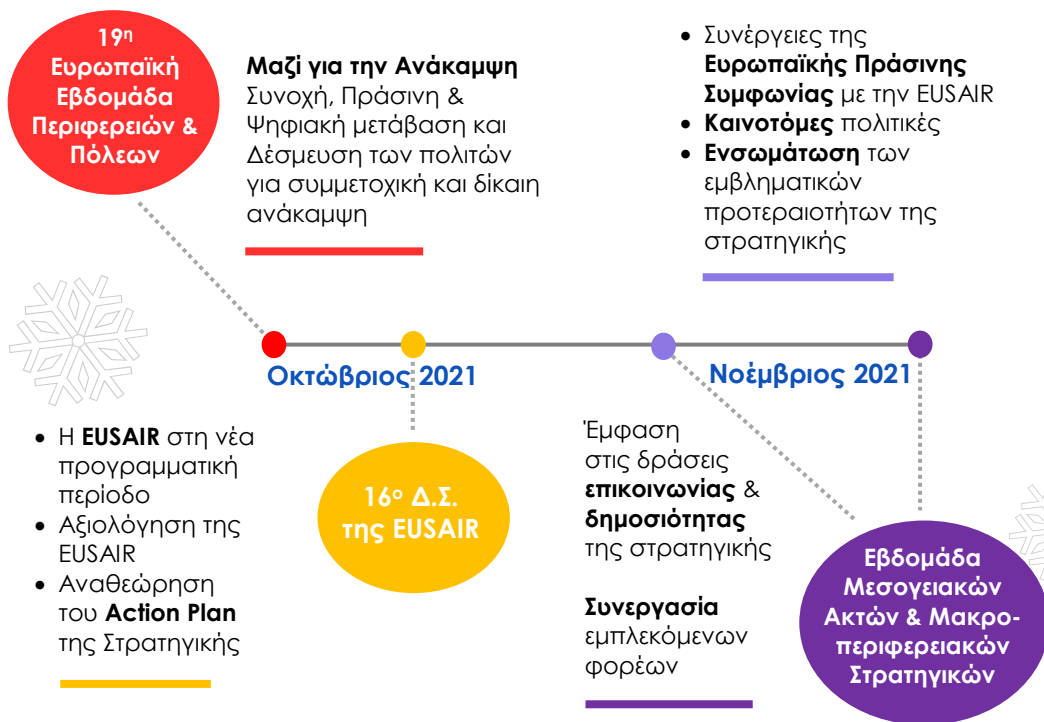 19η
Ευρωπαϊκή
Εβδομάδα
Περιφερειών &
Πόλεων
Μαζί για την Ανάκαμψη
Συνοχή, Πράσινη &
Ψηφιακή μετάβαση και
Δέσμευση των πολιτών
για συμμετοχική και δίκαιη
ανάκαμψη
• Συνέργειες της
Ευρωπαϊκής Πράσινης
Συμφωνίας με την EUSAIR
• Καινοτόμες πολιτικές
• Ενσωμάτωση των
εμβληματικών
προτεραιοτήτων της
στρατηγικής
Οκτώβριος 2021
Νοέμβριος 2021
• Η EUSAIR στη νέα
προγραμματική
περίοδο
• Αξιολόγηση της
EUSAIR
• Αναθεώρηση
του Action Plan
της Στρατηγικής
16ο Δ.Σ.
της EUSAIR
Έμφαση
στις δράσεις
επικοινωνίας &
δημοσιότητας
της στρατηγικής
Συνεργασία
εμπλεκόμενων
φορέων
Εβδομάδα
Μεσογειακών
Ακτών & Μακρο-
περιφερειακών
Στρατηγικών